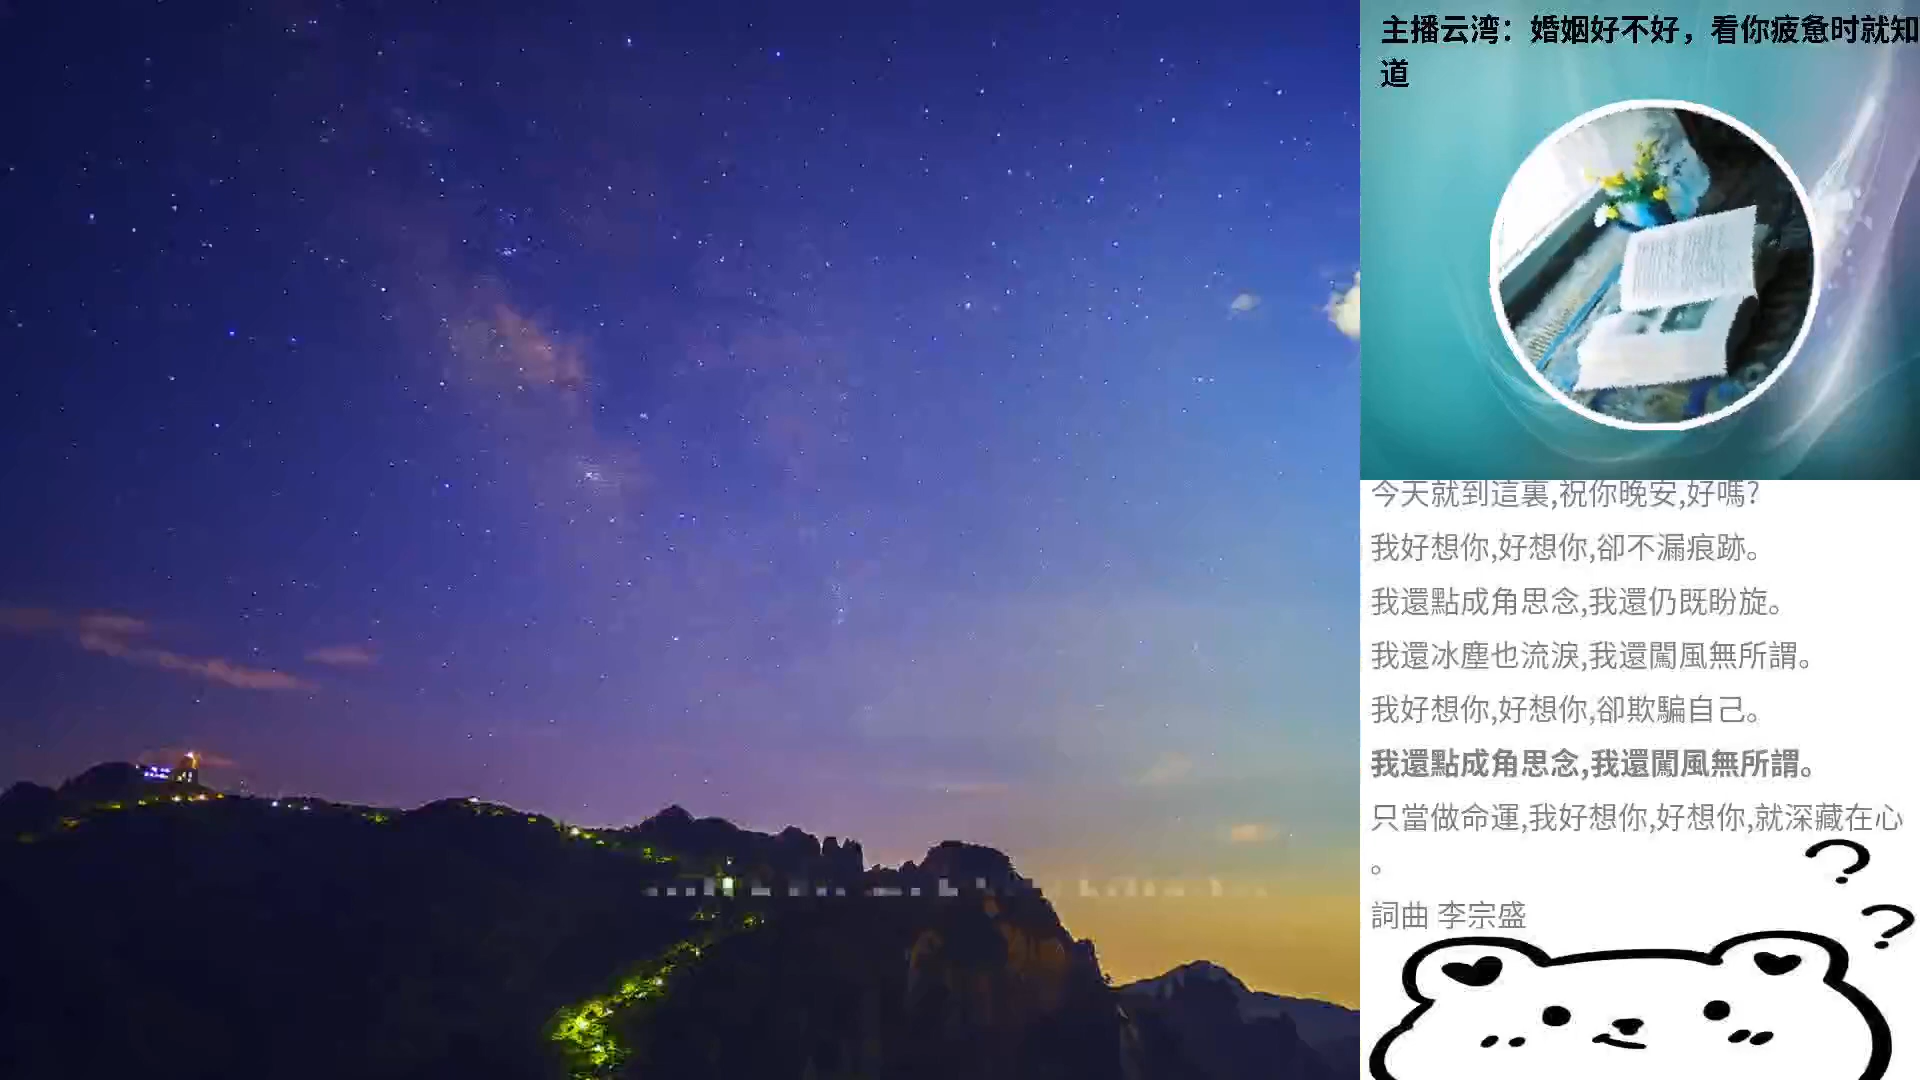 主播云湾：婚姻好不好，看你疲惫时就知
道
今天就到這裏,祝你晚安,好嗎?
我好想你,好想你,卻不漏痕跡。
我還點成角思念,我還仍既盼旋。
我還冰塵也流淚,我還闖風無所謂。
我好想你,好想你,卻欺騙自己。
我還點成角思念,我還闖風無所謂。
只當做命運,我好想你,好想你,就深藏在心
。
詞曲 李宗盛
? 
?